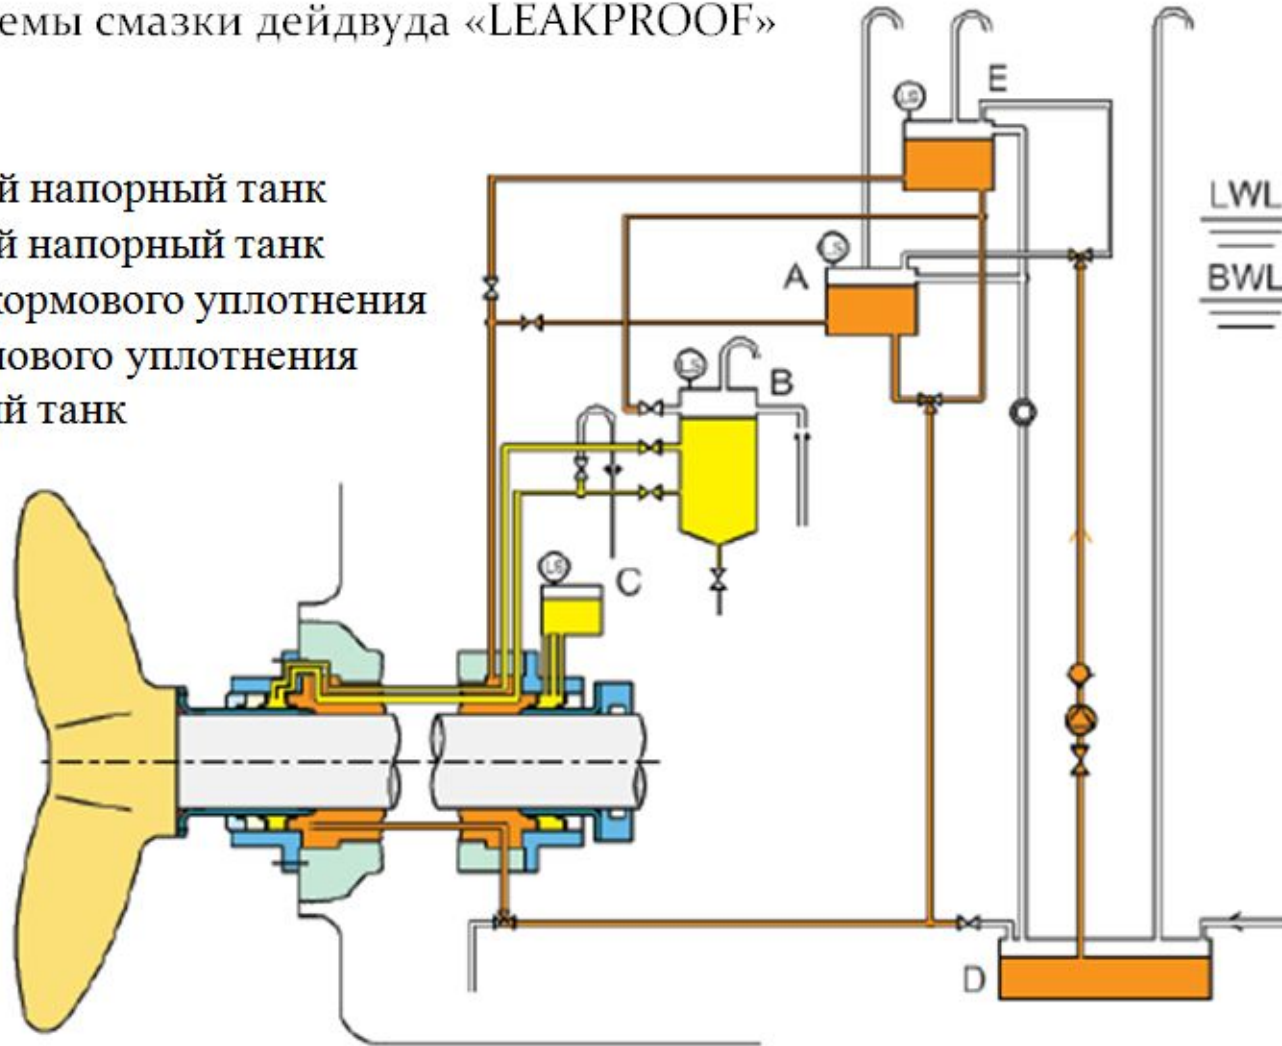 емы смазки дейдвуда «LEAKPROOF»
E
LS
й напорный танк
LWL
й напорный танк
LS
A
BWL
кормового уплотнения
нового уплотнения
LS
B
ый танк
LS
C
D